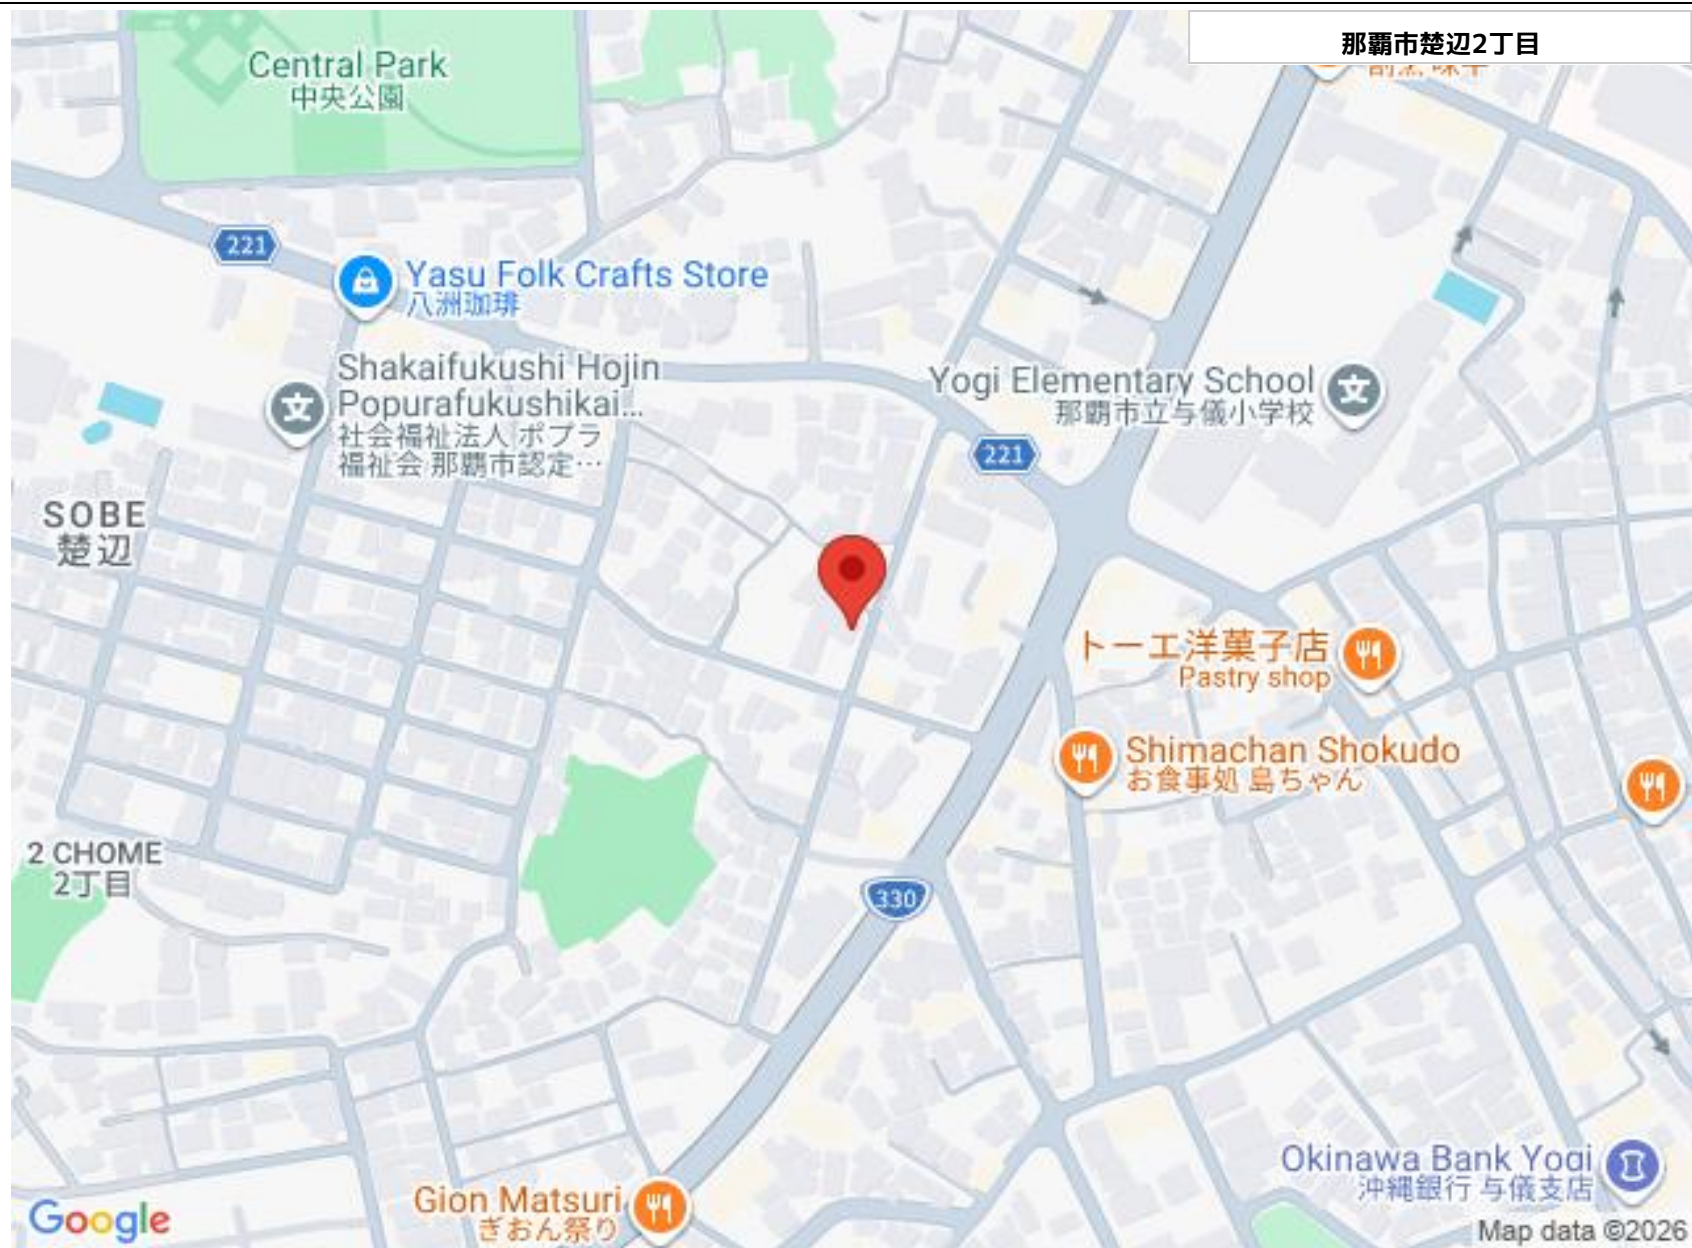 那覇市楚辺2丁目
Central Park
中央公園
221
Yasu Folk Crafts Store
八洲珈琲
Shakaifukushi Hojin
Popurafukushikai...
社会福祉法人 ポプラ
福祉会 那覇市認定…
文
Yogi Elementary School
那覇市立与儀小学校
文
221
SOBE
楚辺
トーエ洋菓子店
Pastry shop
Shimachan Shokudo
お食事処 島ちゃん
2 CHOME
2丁目
330
Okinawa Bank Yogi
沖縄銀行 与儀支店
Gion Matsuri
ぎおん祭り
Google
Map data ©2026